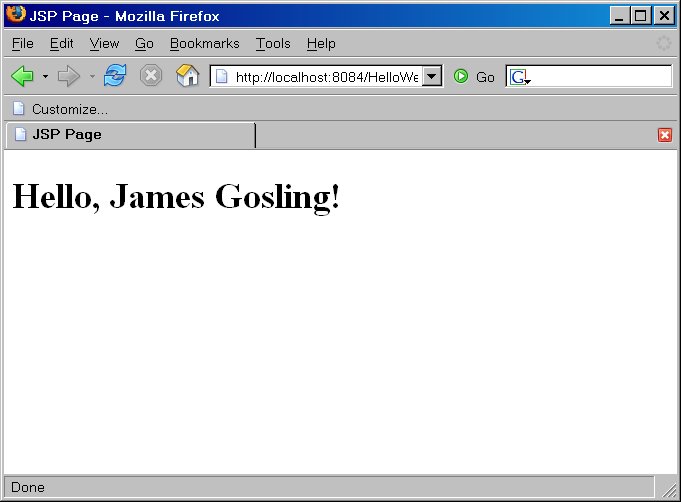 JSP Page - Mozilla Firefox
File Edit View Go Bookmarks Tools Help
http://localhost:8084/HelloWe Go G
Customize...
JSP Page
Hello, James Gosling!
Done